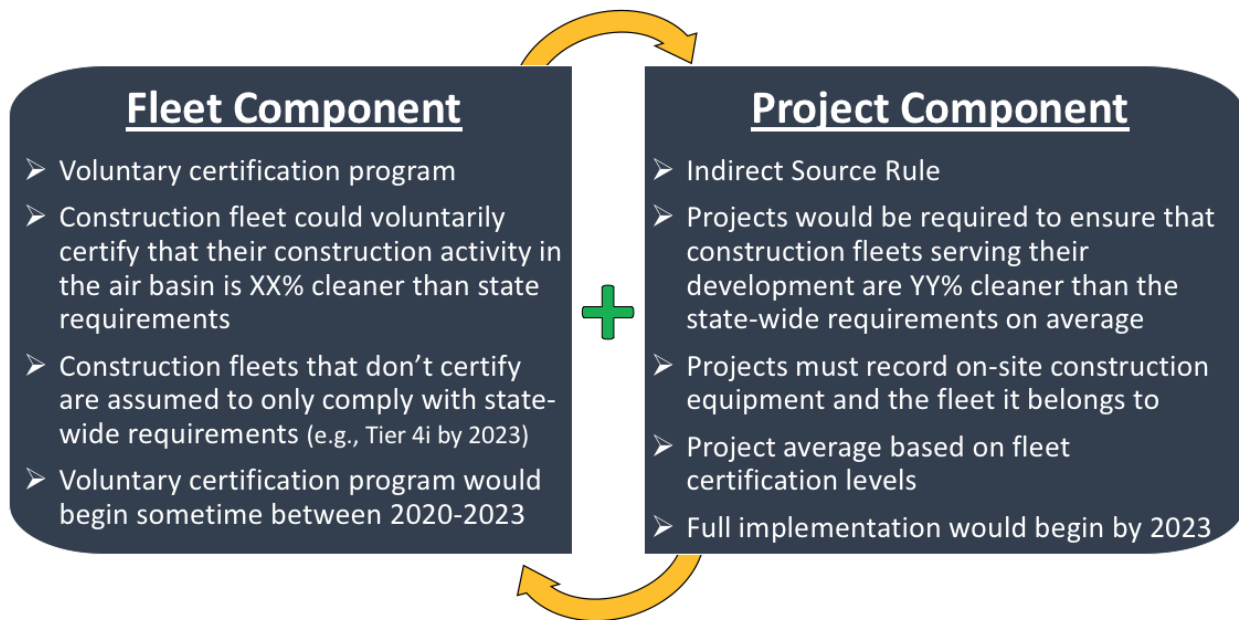 Fleet Component
➢ Voluntary certification program
➢ Construction fleet could voluntarily
certify that their construction activity in
the air basin is XX% cleaner than state
requirements
➢ Construction fleets that don’t certify
are assumed to only comply with state-
wide requirements (e.g., Tier 4i by 2023)
➢ Voluntary certification program would
begin sometime between 2020-2023
Project Component
➢ Indirect Source Rule
➢ Projects would be required to ensure that
construction fleets serving their
development are YY% cleaner than the
state-wide requirements on average
➢ Projects must record on-site construction
equipment and the fleet it belongs to
➢ Project average based on fleet
certification levels
➢ Full implementation would begin by 2023